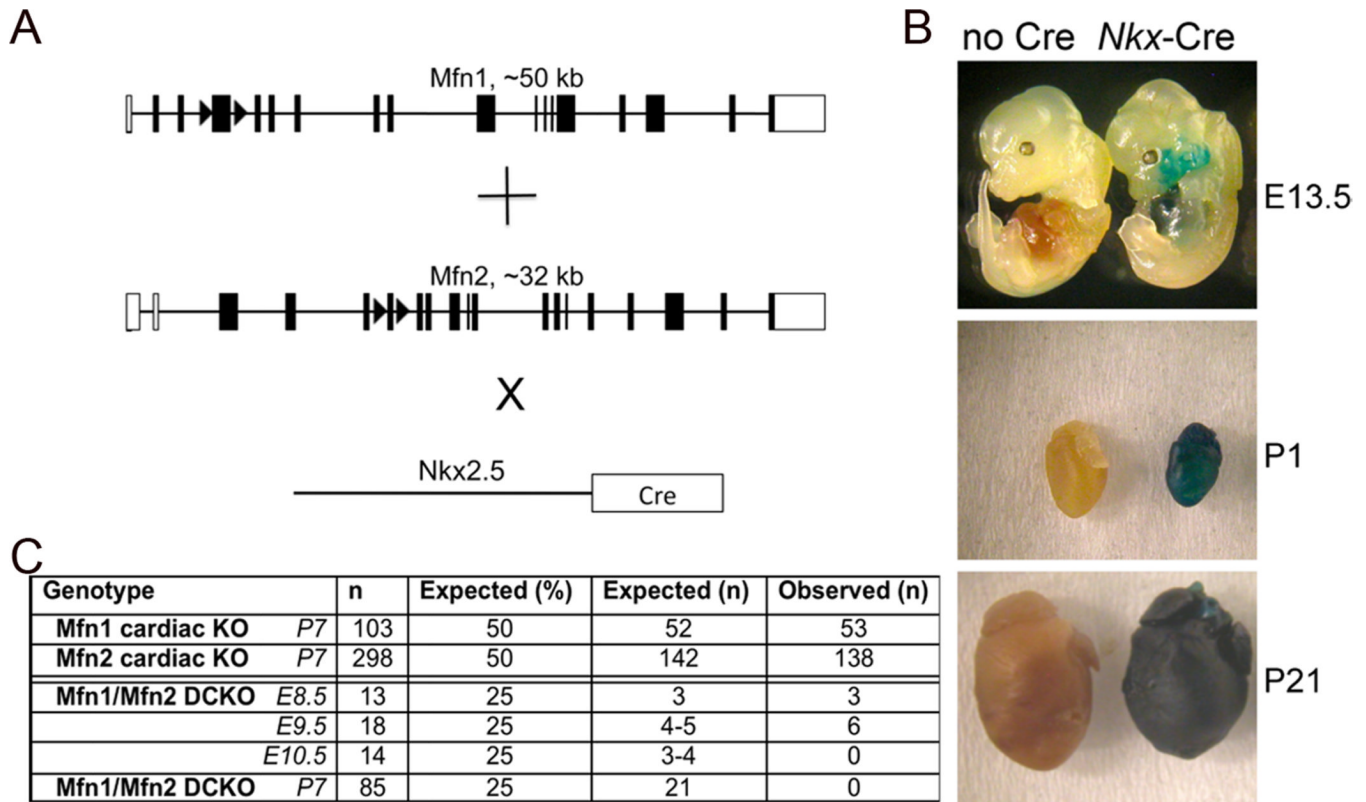 A
Mfn1, ~50 kb
+
Mfn2, ~32 kb
X
Nkx2.5
Cre
B
no Cre Nkx-Cre
E13.5
P1
P21
C
Genotype n Expected (%) Expected (n) Observed (n)
Mfn1 cardiac KO P7 103 50 52 53
Mfn2 cardiac KO P7 298 50 142 138
Mfn1/Mfn2 DCKO E8.5 13 25 3 3
E9.5 18 25 4-5 6
E10.5 14 25 3-4 0
Mfn1/Mfn2 DCKO P7 85 25 21 0